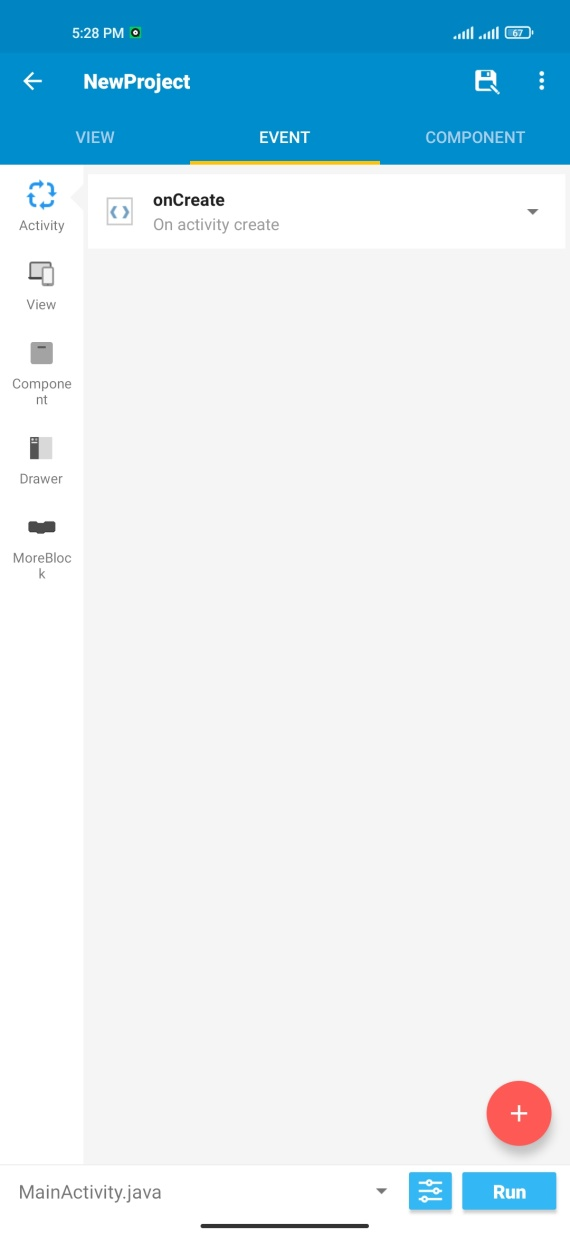 5:28 PM
67
NewProject
VIEW
EVENT
COMPONENT
Activity
onCreate
On activity create
View
Compone
nt
Drawer
MoreBloc
k
+
MainActivity.java
Run